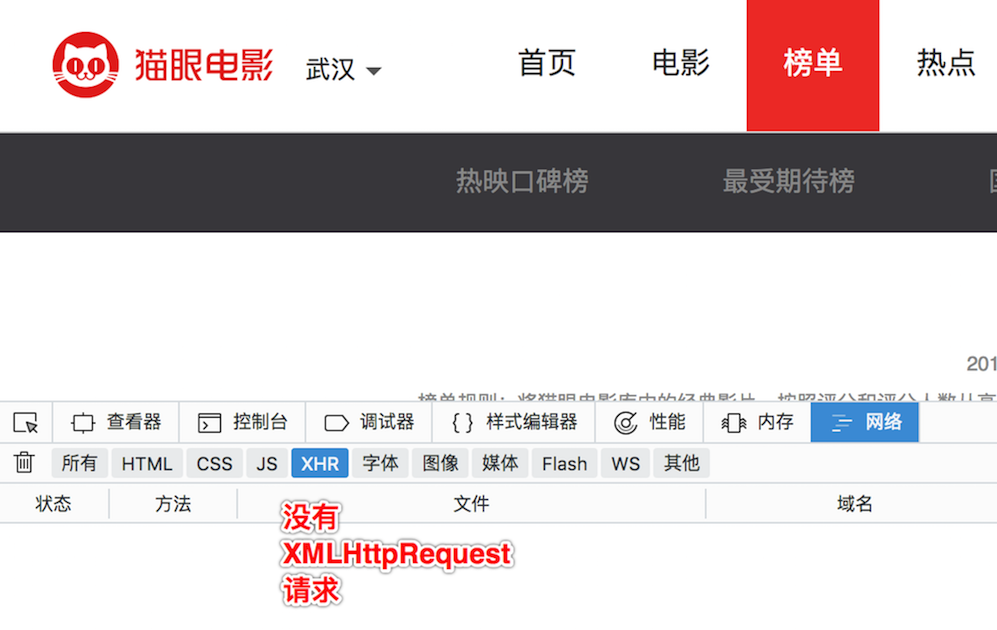 猫眼电影 武汉 首页 电影 榜单 热点
热映口碑榜 最受期待榜
201
榜单规则：将猫眼电影库中的经典影片，按照评分和评分人数从高
查看器 控制台 调试器 { } 样式编辑器 性能 内存 网络
所有 HTML CSS JS XHR 字体 图像 媒体 Flash WS 其他
状态 方法 文件 域名
没有
XMLHttpRequest
请求